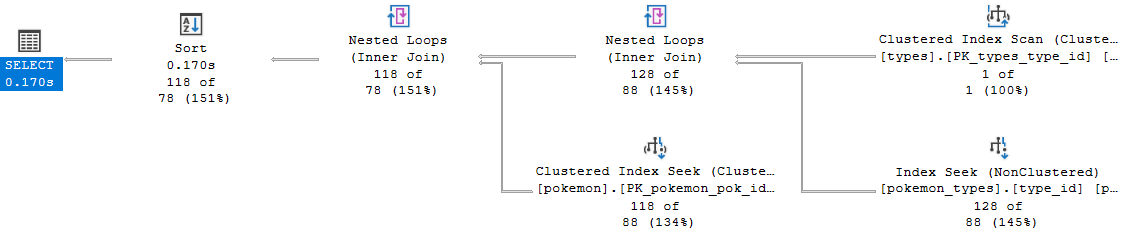 SELECT
0.170s
Sort
0.170s
118 of
78 (151%)
Nested Loops
(Inner Join)
118 of
78 (151%)
Nested Loops
(Inner Join)
128 of
88 (145%)
Clustered Index Scan (Cluste…
[types].[PK_types_type_id] […
1 of
1 (100%)
Clustered Index Seek (Cluste…
[pokemon].[PK_pokemon_pok_id…
118 of
88 (134%)
Index Seek (NonClustered)
[pokemon_types].[type_id] [p…
128 of
88 (145%)